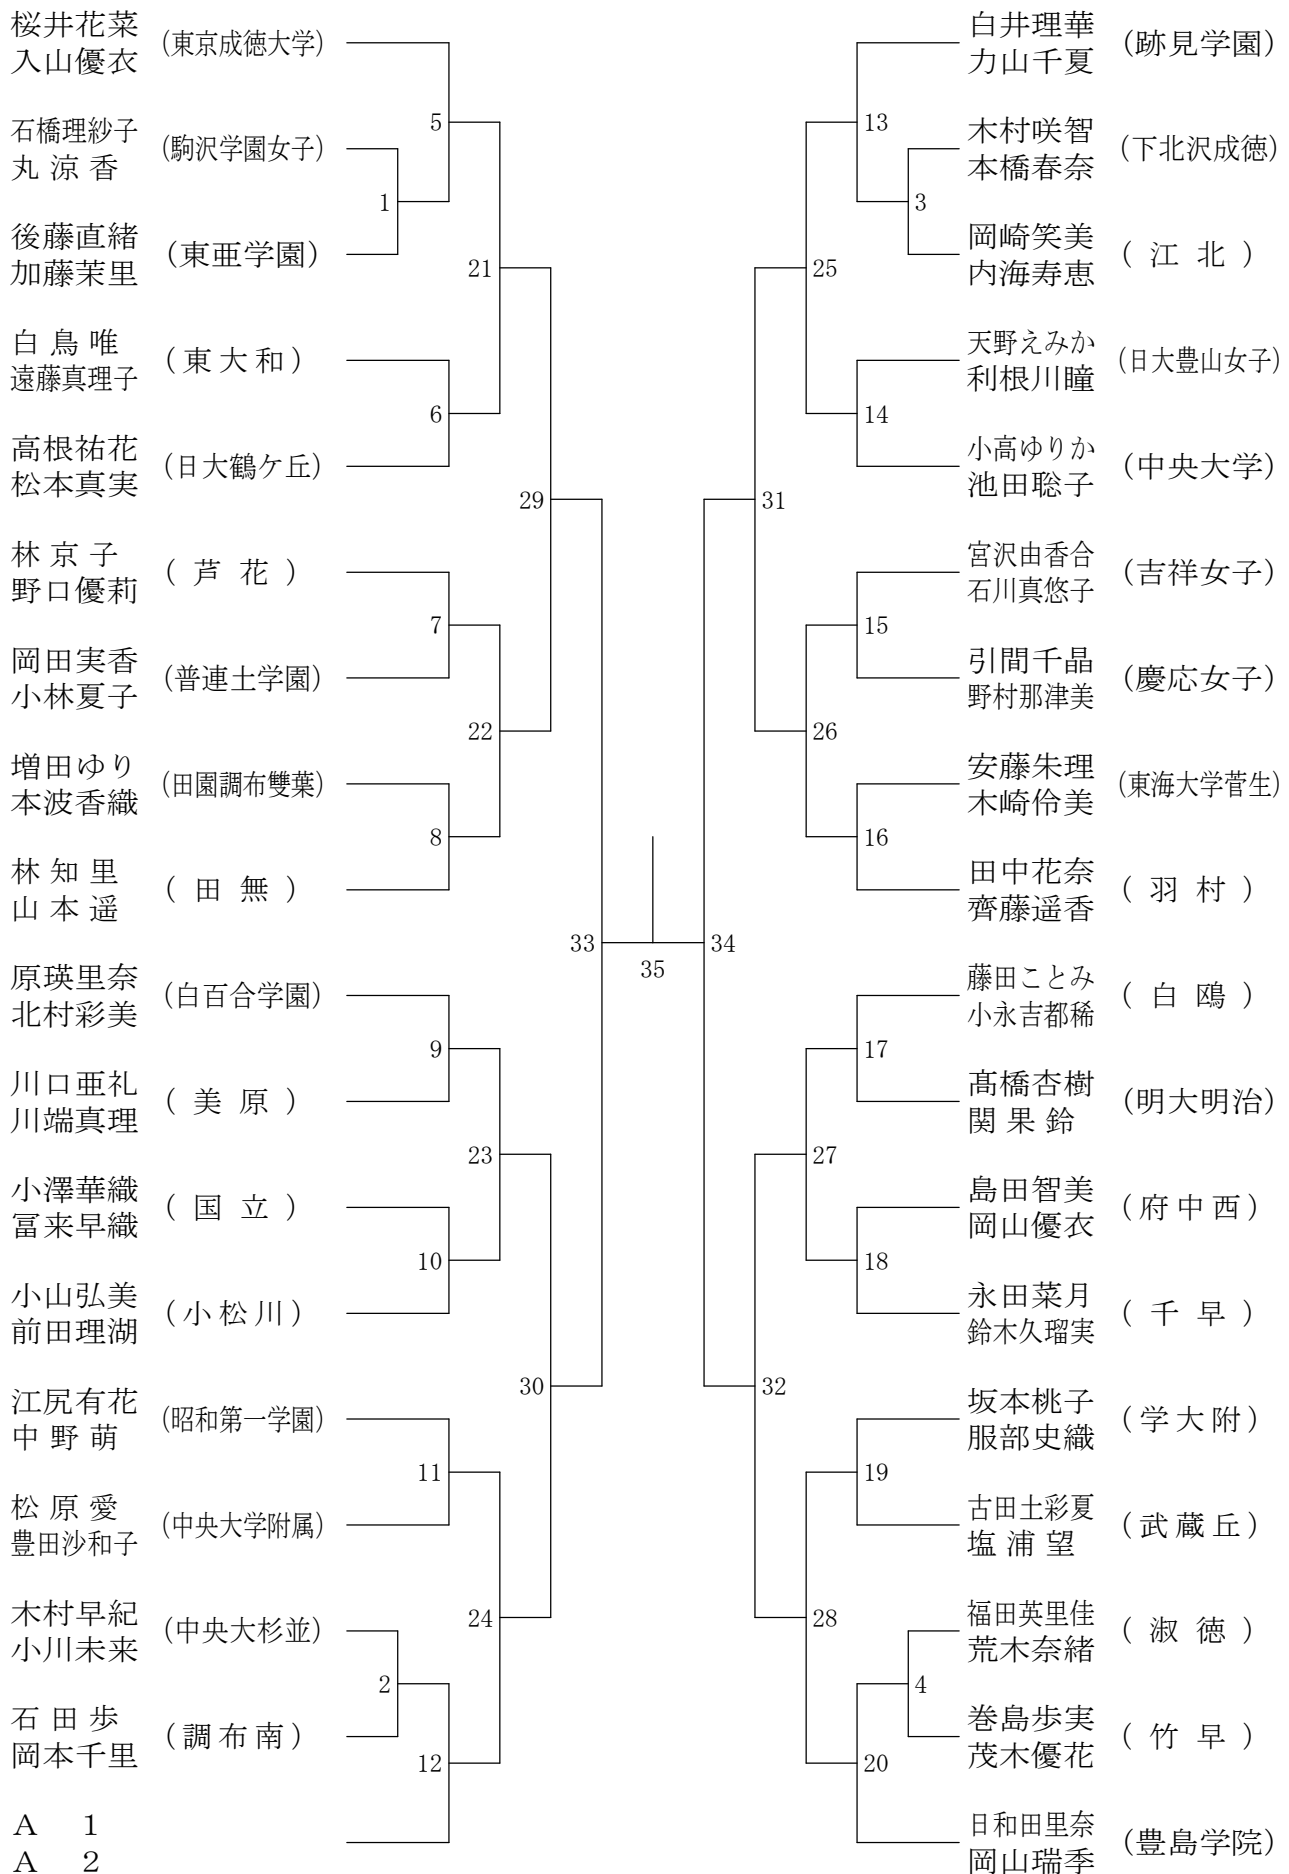 桜井花菜
入山優衣
(東京成徳大学)
石橋理紗子
丸涼香
(駒沢学園女子)
後藤直緒
加藤茉里
(東亜学園)
白鳥唯
遠藤真理子
(東大和)
高根祐花
松本真実
(日大鶴ケ丘)
林京子
野口優莉
(芦花)
岡田実香
小林夏子
(普連土学園)
増田ゆり
本波香織
(田園調布雙葉)
林知里
山本遥
(田無)
原瑛里奈
北村彩美
(白百合学園)
川口亜礼
川端真理
(美原)
小澤華織
冨来早織
(国立)
小山弘美
前田理湖
(小松川)
江尻有花
中野萌
(昭和第一学園)
松原愛
豊田沙和子
(中央大学附属)
木村早紀
小川未来
(中央大杉並)
石田歩
岡本千里
(調布南)
A 1
A 2
5
1
21
6
29
7
22
8
33
9
23
10
30
11
24
2
12
35
34
13
3
25
14
31
15
26
16
17
27
18
32
19
28
4
20
白井理華
力山千夏
(跡見学園)
木村咲智
本橋春奈
(下北沢成徳)
岡崎笑美
内海寿恵
(江北)
天野えみか
利根川瞳
(日大豊山女子)
小高ゆりか
池田聡子
(中央大学)
宮沢由香合
石川真悠子
(吉祥女子)
引間千晶
野村那津美
(慶応女子)
安藤朱理
木崎伶美
(東海大学菅生)
田中花奈
齊藤遥香
(羽村)
藤田ことみ
小永吉都稀
(白鴎)
髙橋杏樹
関果鈴
(明大明治)
島田智美
岡山優衣
(府中西)
永田菜月
鈴木久瑠実
(千早)
坂本桃子
服部史織
(学大附)
古田土彩夏
塩浦望
(武蔵丘)
福田英里佳
荒木奈緒
(淑徳)
巻島歩実
茂木優花
(竹早)
日和田里奈
岡山瑞季
(豊島学院)